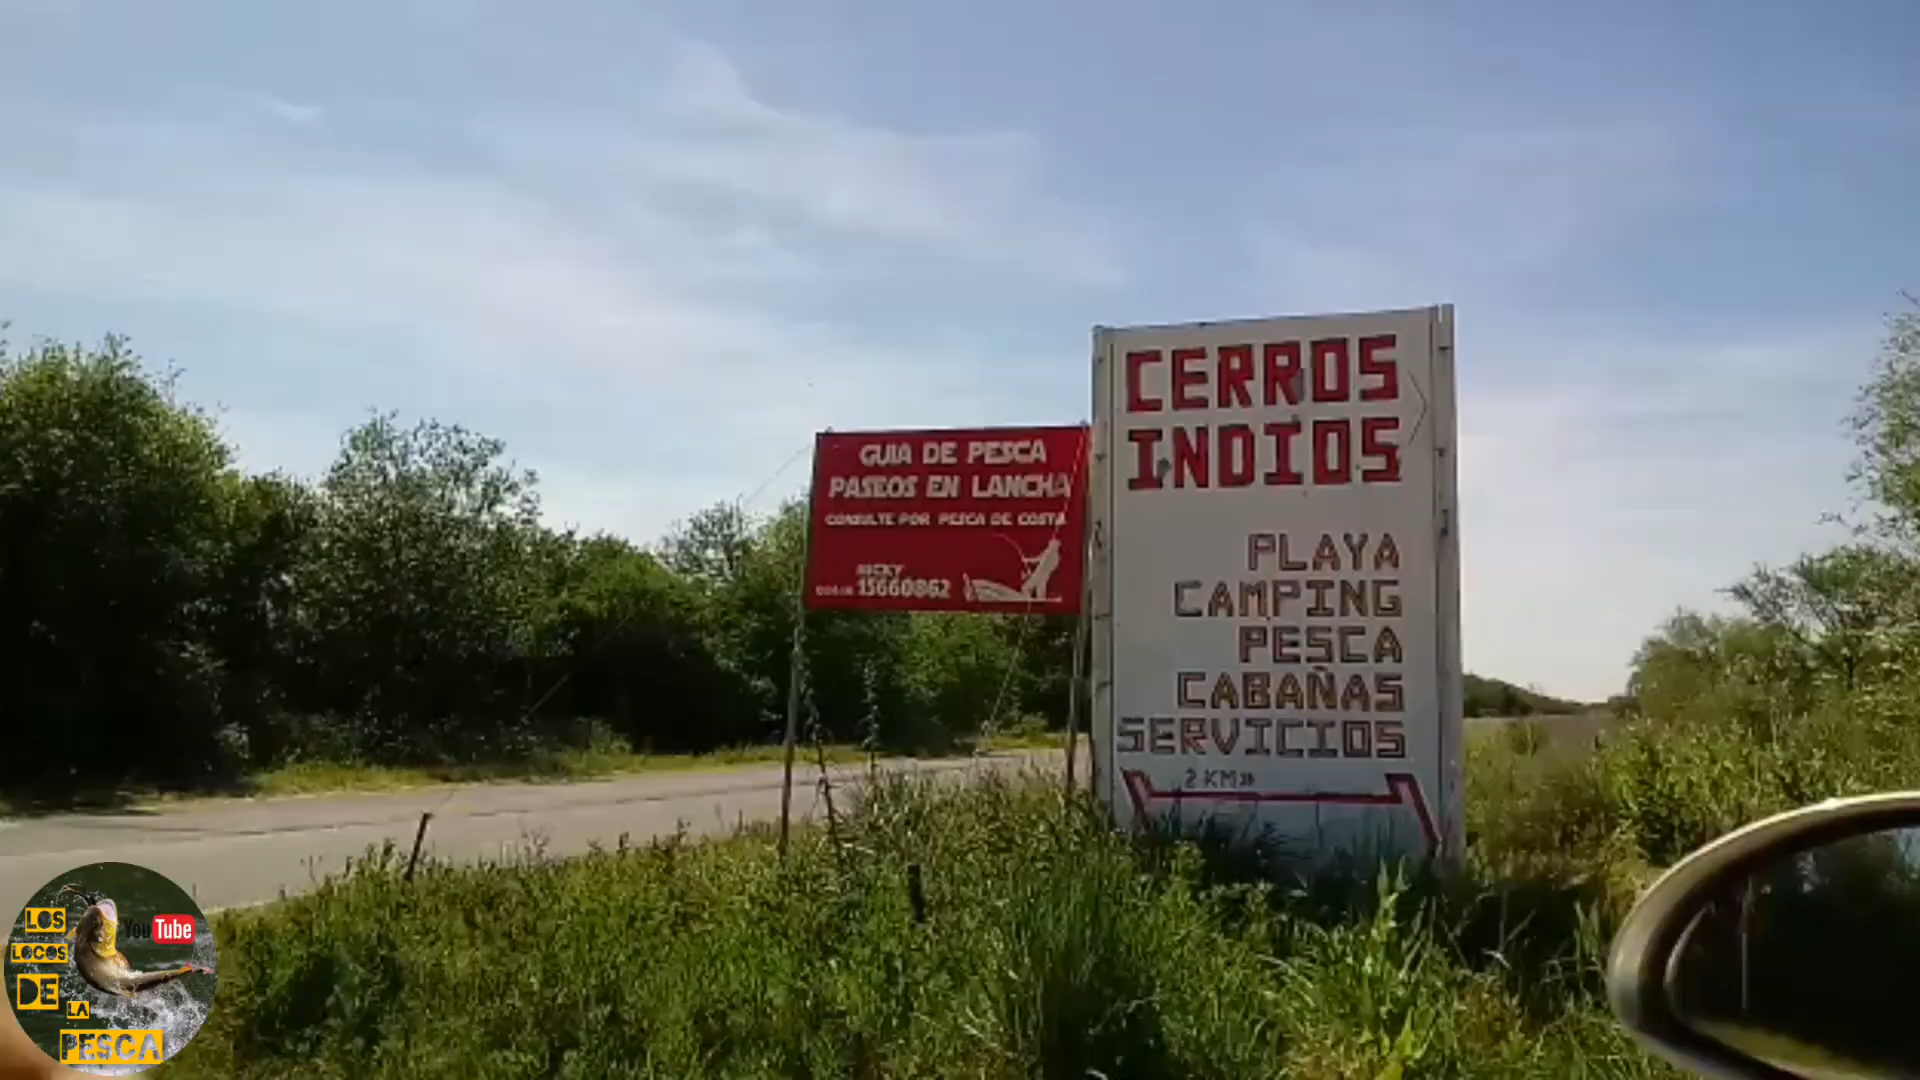 CERROS
INDIOS
PLAYA
CAMPING
PESCA
CABAÑAS
SERVICIOS
2 KM
GUIA DE PESCA
PASEOS EN LANCHA
CONSULTE POR PESCA DE COSTA
15660862
LOS
LOCOS
DE
LA
PESCA
YouTube